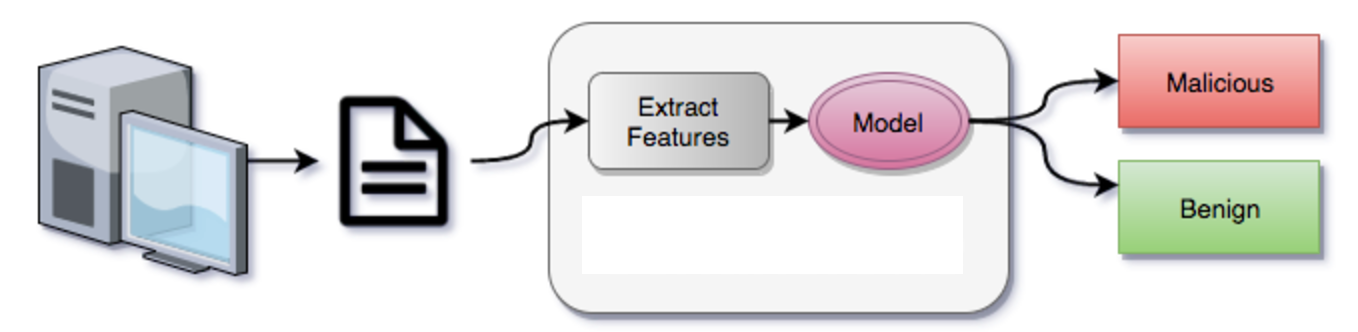 Extract
Features
Model
Malicious
Benign